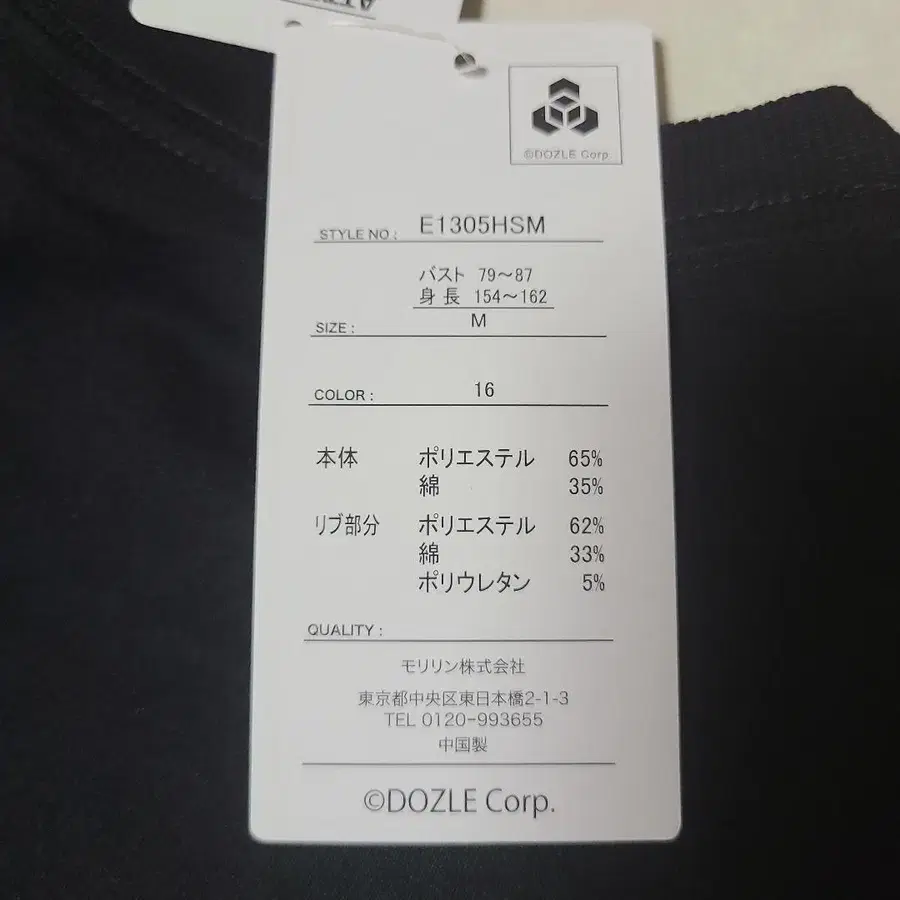 ©DOZLE Corp.
STYLE NO : E1305HSM
バスト 79～87
身長 154～162
SIZE : M
COLOR : 16
本体 ポリエステル 65%
綿 35%
リブ部分 ポリエステル 62%
綿 33%
ポリウレタン 5%
QUALITY :
モリリン株式会社
東京都中央区東日本橋2-1-3
TEL 0120-993655
中国製
©DOZLE Corp.